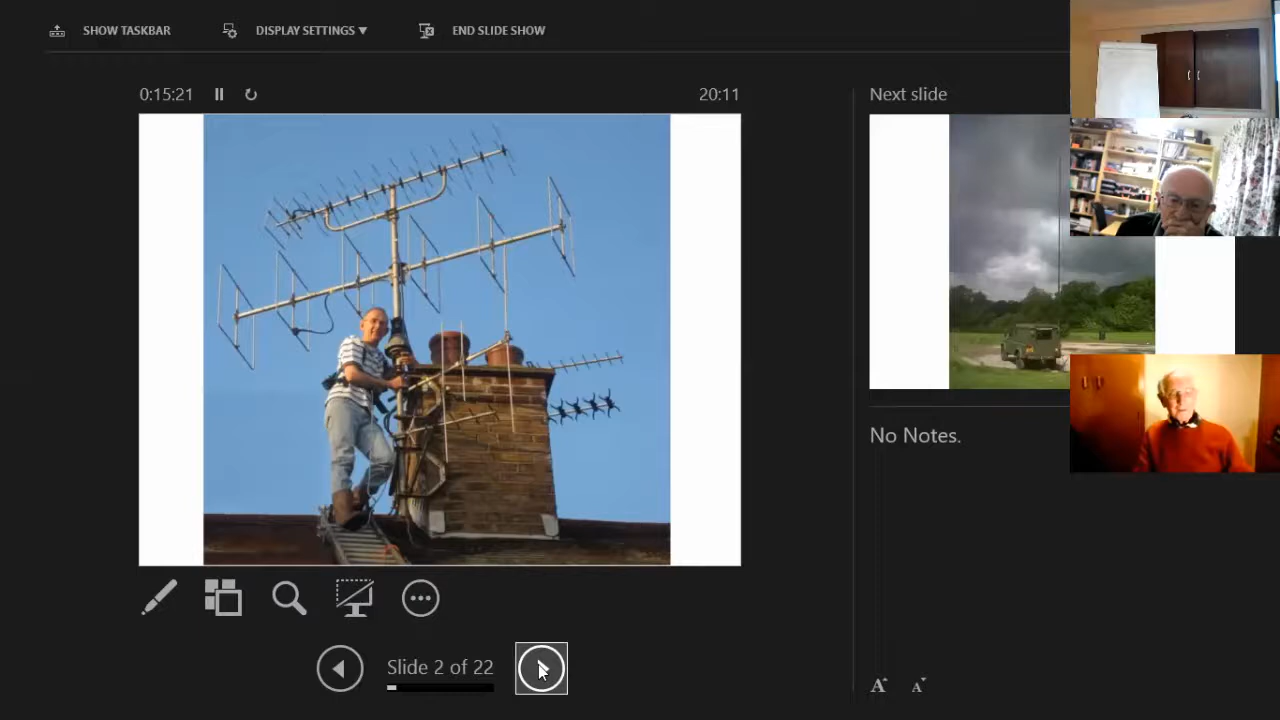 SHOW TASKBAR
DISPLAY SETTINGS ▼
END SLIDE SHOW
0:15:21
20:11
Next slide
No Notes.
Slide 2 of 22
A
A